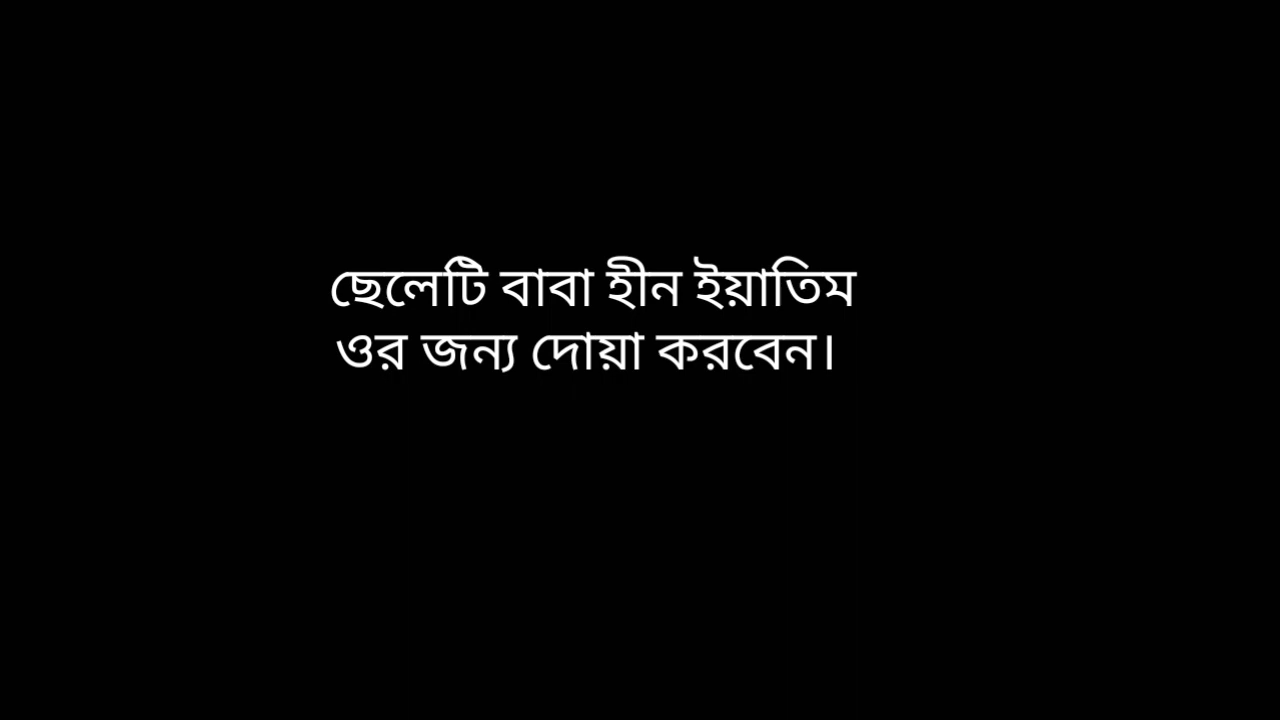 ছেলেটি বাবা হীন ইয়াতিম
ওর জন্য দোয়া করবেন।